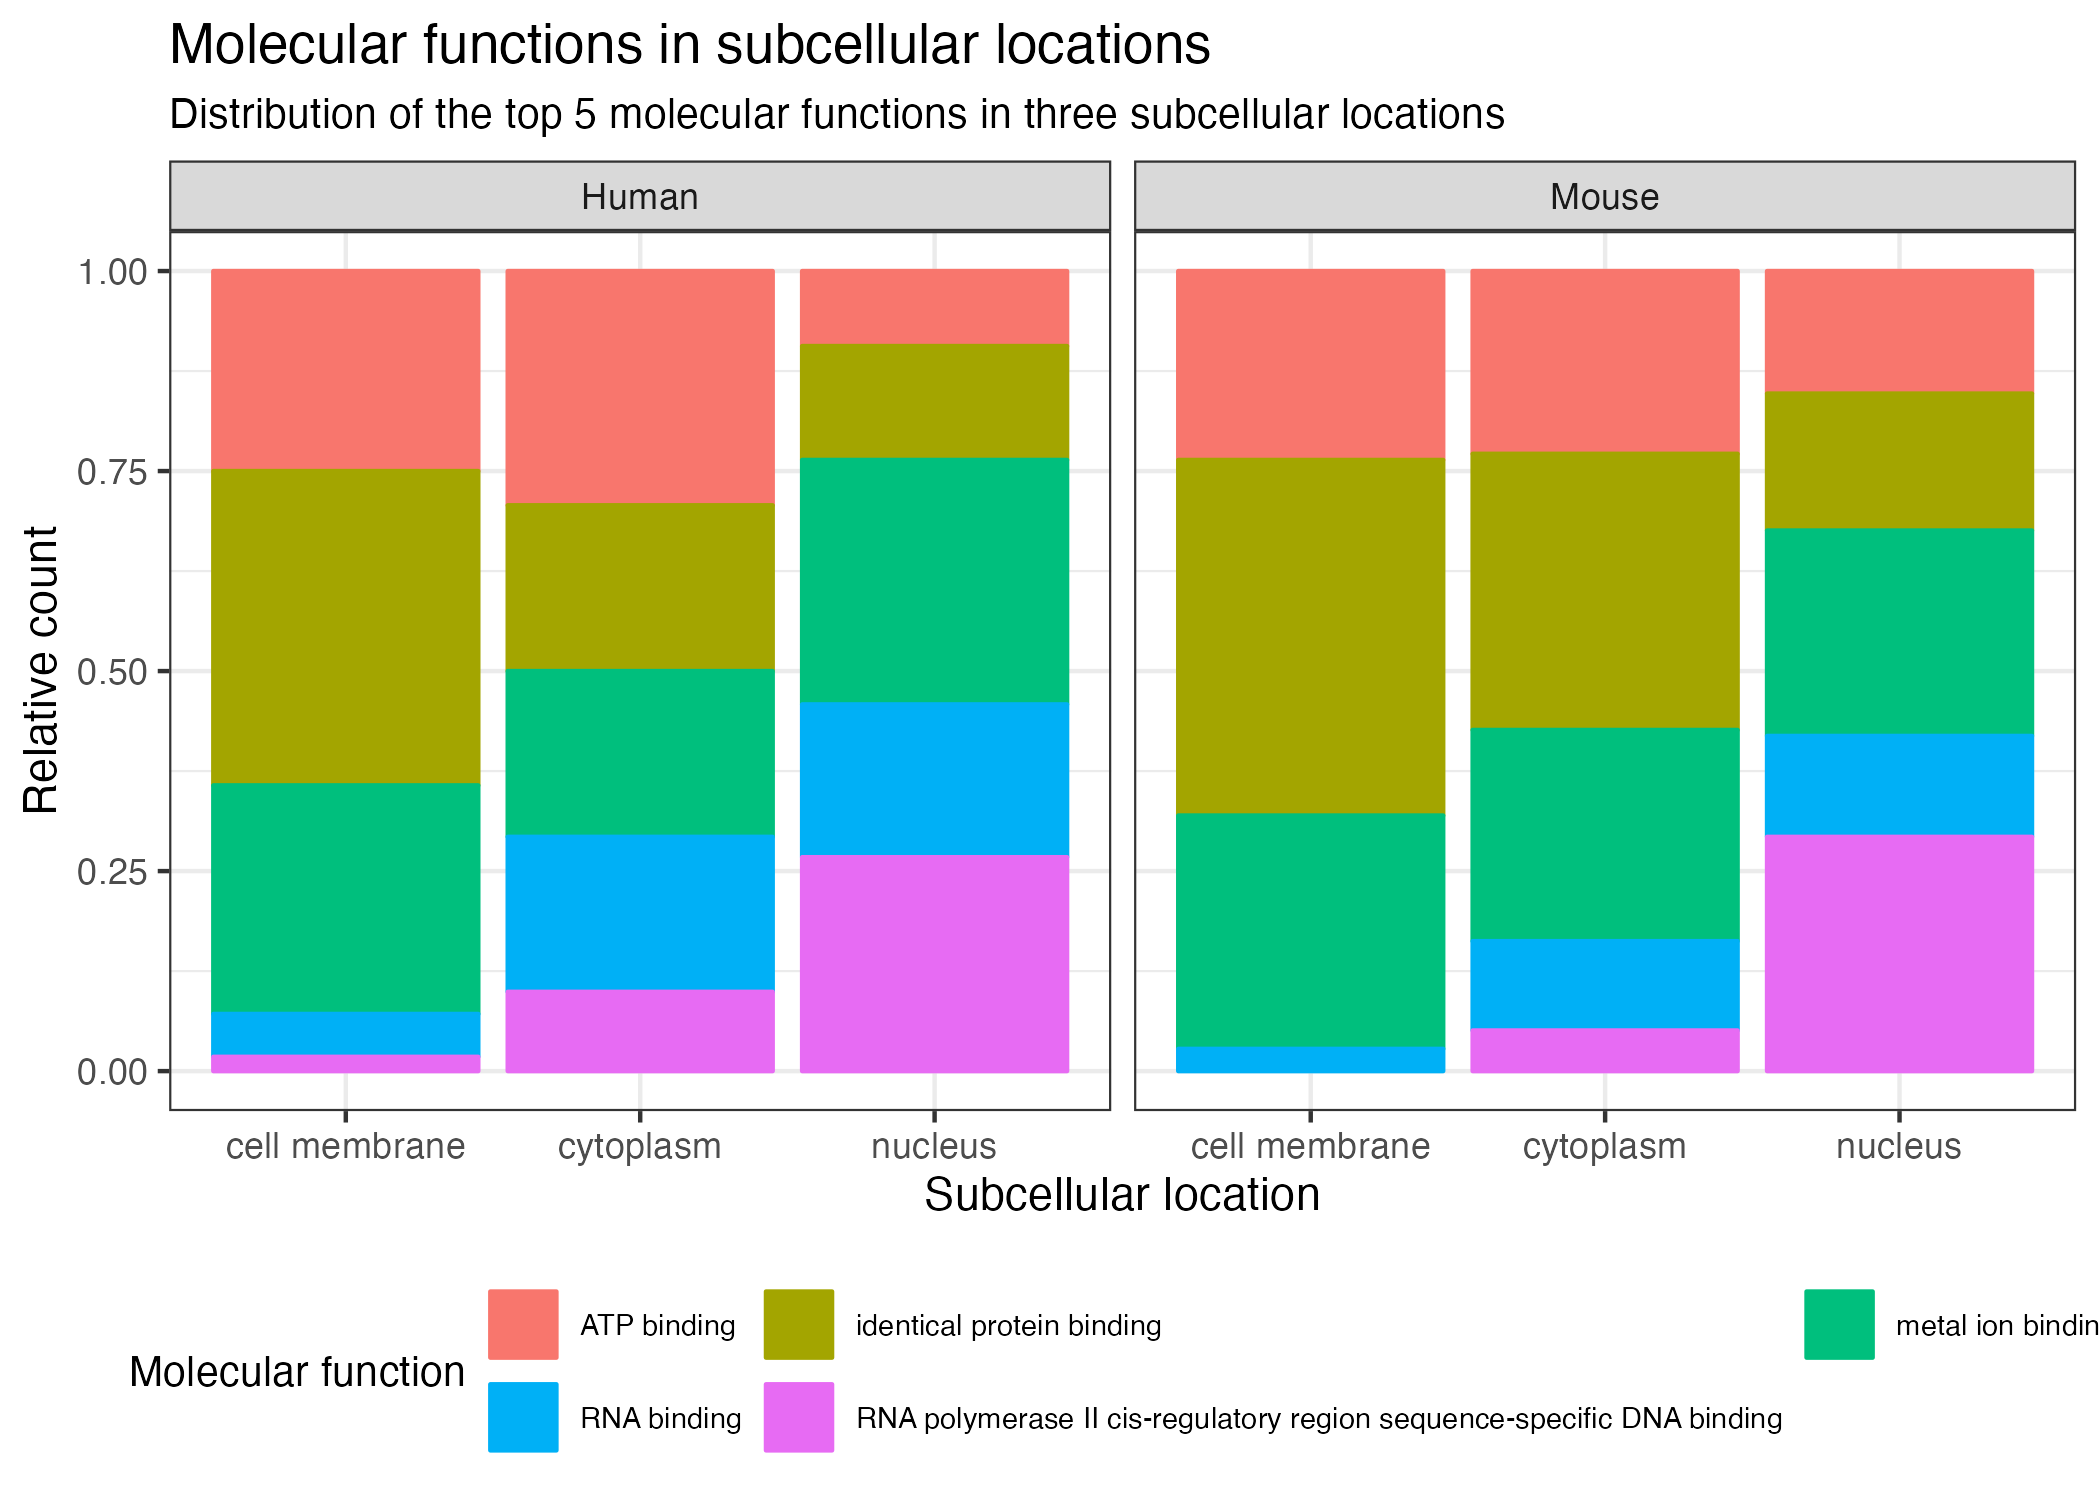 Molecular functions in subcellular locations
Distribution of the top 5 molecular functions in three subcellular locations
Human
Mouse
Relative count
1.00
0.75
0.50
0.25
0.00
cell membrane
cytoplasm
nucleus
cell membrane
cytoplasm
nucleus
Subcellular location
Molecular function
ATP binding
identical protein binding
metal ion bindin
RNA binding
RNA polymerase II cis-regulatory region sequence-specific DNA binding